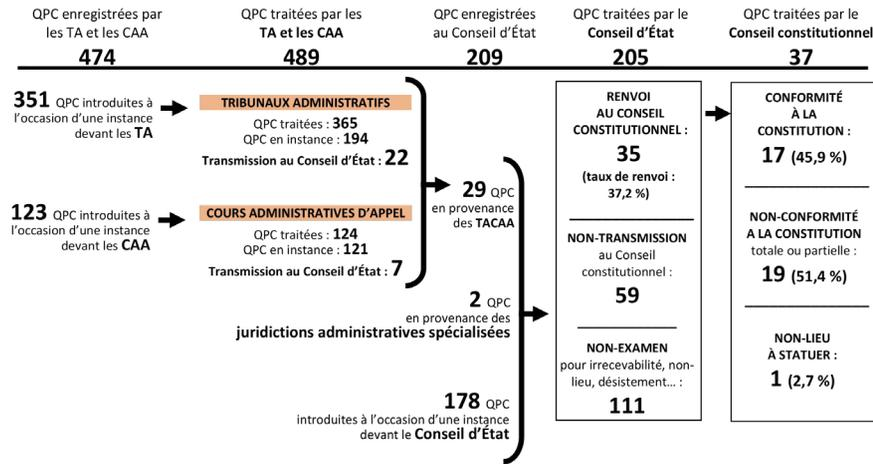 QPC enregistrées par
les TA et les CAA
474
QPC traitées par les
TA et les CAA
489
QPC enregistrées
au Conseil d'État
209
QPC traitées par le
Conseil d'État
205
QPC traitées par le
Conseil constitutionnel
37
351 QPC introduites à
l'occasion d'une instance
devant les TA
123 QPC introduites à
l'occasion d'une instance
devant les CAA
TRIBUNAUX ADMINISTRATIFS
QPC traitées : 365
QPC en instance : 194
Transmission au Conseil d'État : 22
COURS ADMINISTRATIVES D'APPEL
QPC traitées : 124
QPC en instance : 121
Transmission au Conseil d'État : 7
29 QPC
en provenance
des TACAA
2 QPC
en provenance des
juridictions administratives spécialisées
178 QPC
introduites à l'occasion d'une instance
devant le Conseil d'État
RENVOI
AU CONSEIL
CONSTITUTIONNEL :
35
(taux de renvoi :
37,2 %)
NON-TRANSMISSION
au Conseil
constitutionnel :
59
NON-EXAMEN
pour irrecevabilité, non-
lieu, désistement... :
111
CONFORMITÉ
À LA
CONSTITUTION :
17 (45,9 %)
NON-CONFORMITÉ
A LA CONSTITUTION
totale ou partielle :
19 (51,4 %)
NON-LIEU
À STATUER :
1 (2,7 %)